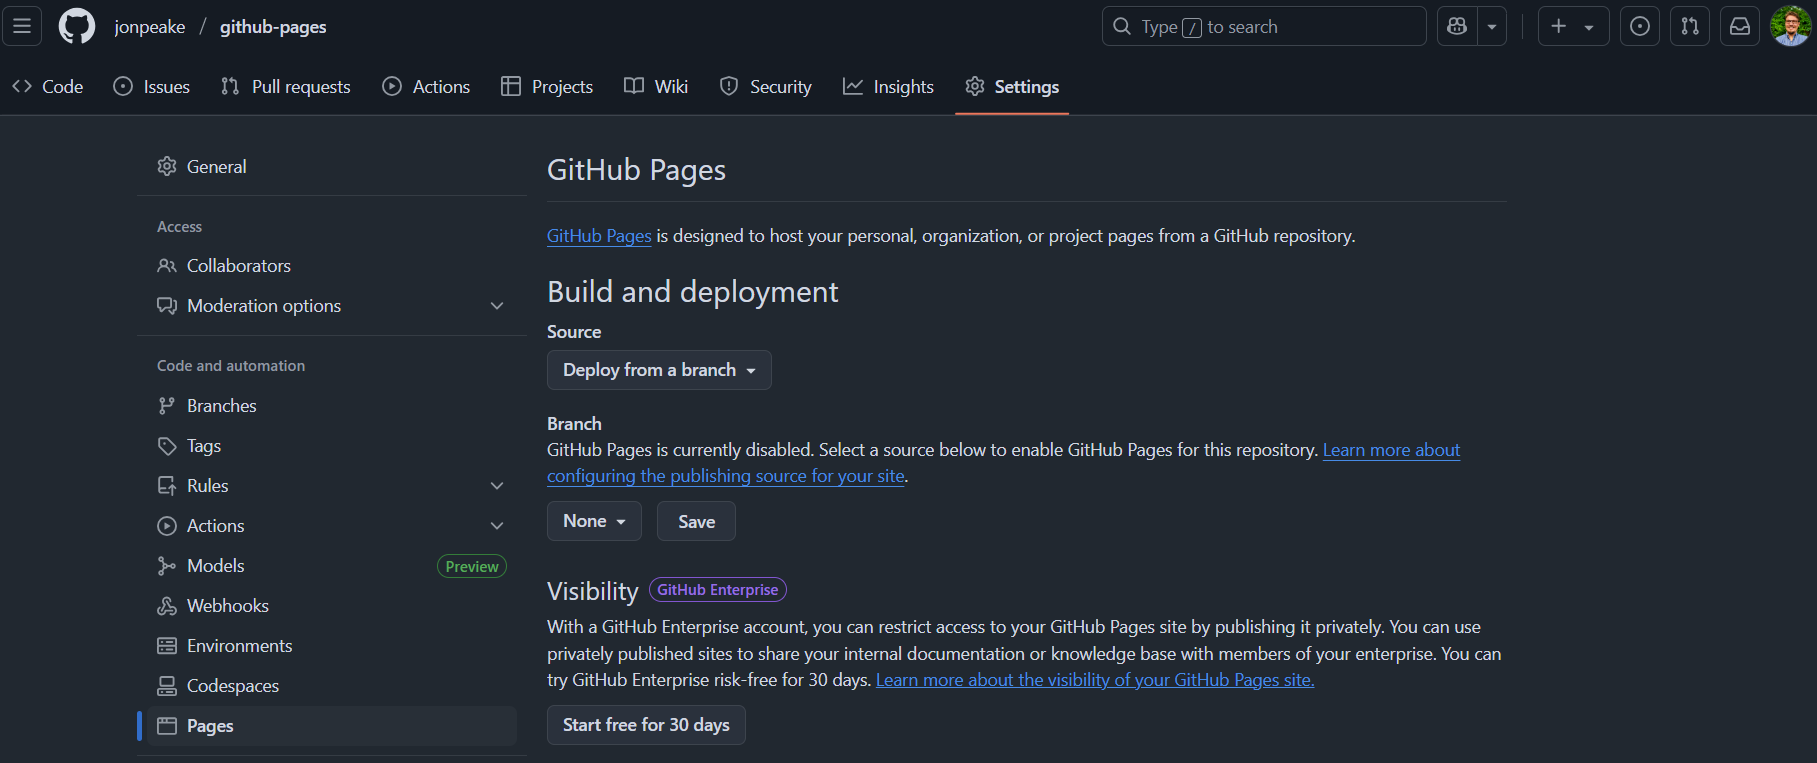 jonpeake / github-pages
Type / to search
Code
Issues
Pull requests
Actions
Projects
Wiki
Security
Insights
Settings
General
Access
Collaborators
Moderation options
Code and automation
Branches
Tags
Rules
Actions
Models
Preview
Webhooks
Environments
Codespaces
Pages
GitHub Pages
GitHub Pages is designed to host your personal, organization, or project pages from a GitHub repository.
Build and deployment
Source
Deploy from a branch
Branch
GitHub Pages is currently disabled. Select a source below to enable GitHub Pages for this repository. Learn more about
configuring the publishing source for your site.
None
Save
Visibility
GitHub Enterprise
With a GitHub Enterprise account, you can restrict access to your GitHub Pages site by publishing it privately. You can use
privately published sites to share your internal documentation or knowledge base with members of your enterprise. You can
try GitHub Enterprise risk-free for 30 days. Learn more about the visibility of your GitHub Pages site.
Start free for 30 days